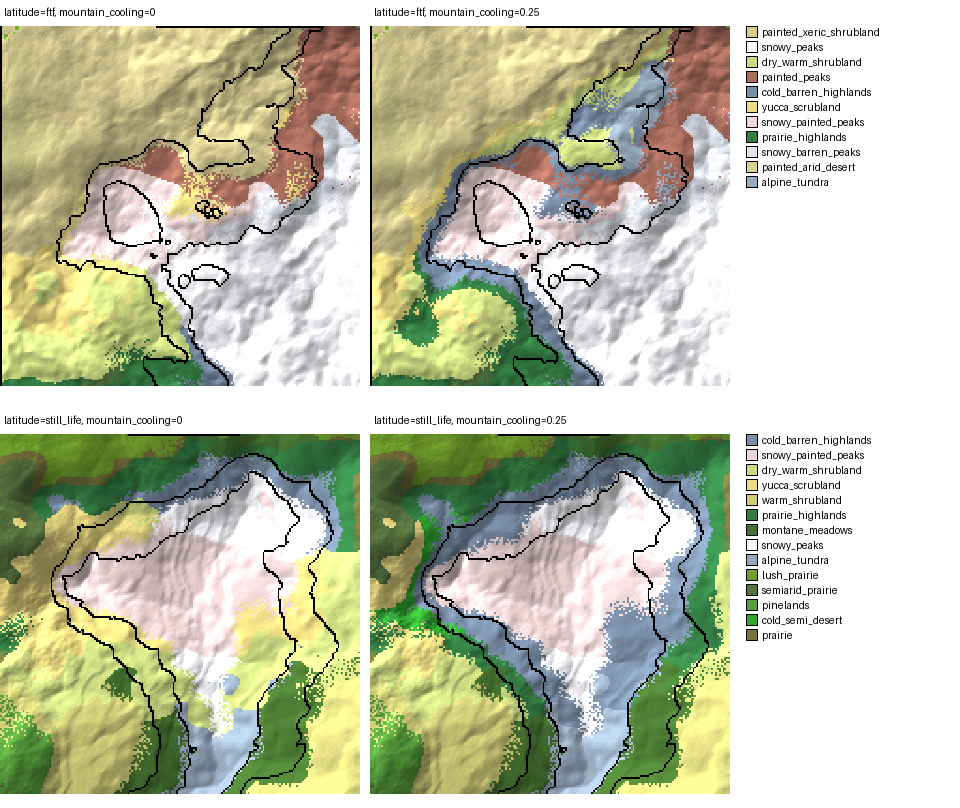 latitude=ftf, mountain_cooling=0
latitude=ftf, mountain_cooling=0.25
painted_xeric_shrubland
snowy_peaks
dry_warm_shrubland
painted_peaks
cold_barren_highlands
yucca_scrubland
snowy_painted_peaks
prairie_highlands
snowy_barren_peaks
painted_arid_desert
alpine_tundra
latitude=still_life, mountain_cooling=0
latitude=still_life, mountain_cooling=0.25
cold_barren_highlands
snowy_painted_peaks
dry_warm_shrubland
yucca_scrubland
warm_shrubland
prairie_highlands
montane_meadows
snowy_peaks
alpine_tundra
lush_prairie
semiarid_prairie
pinelands
cold_semi_desert
prairie